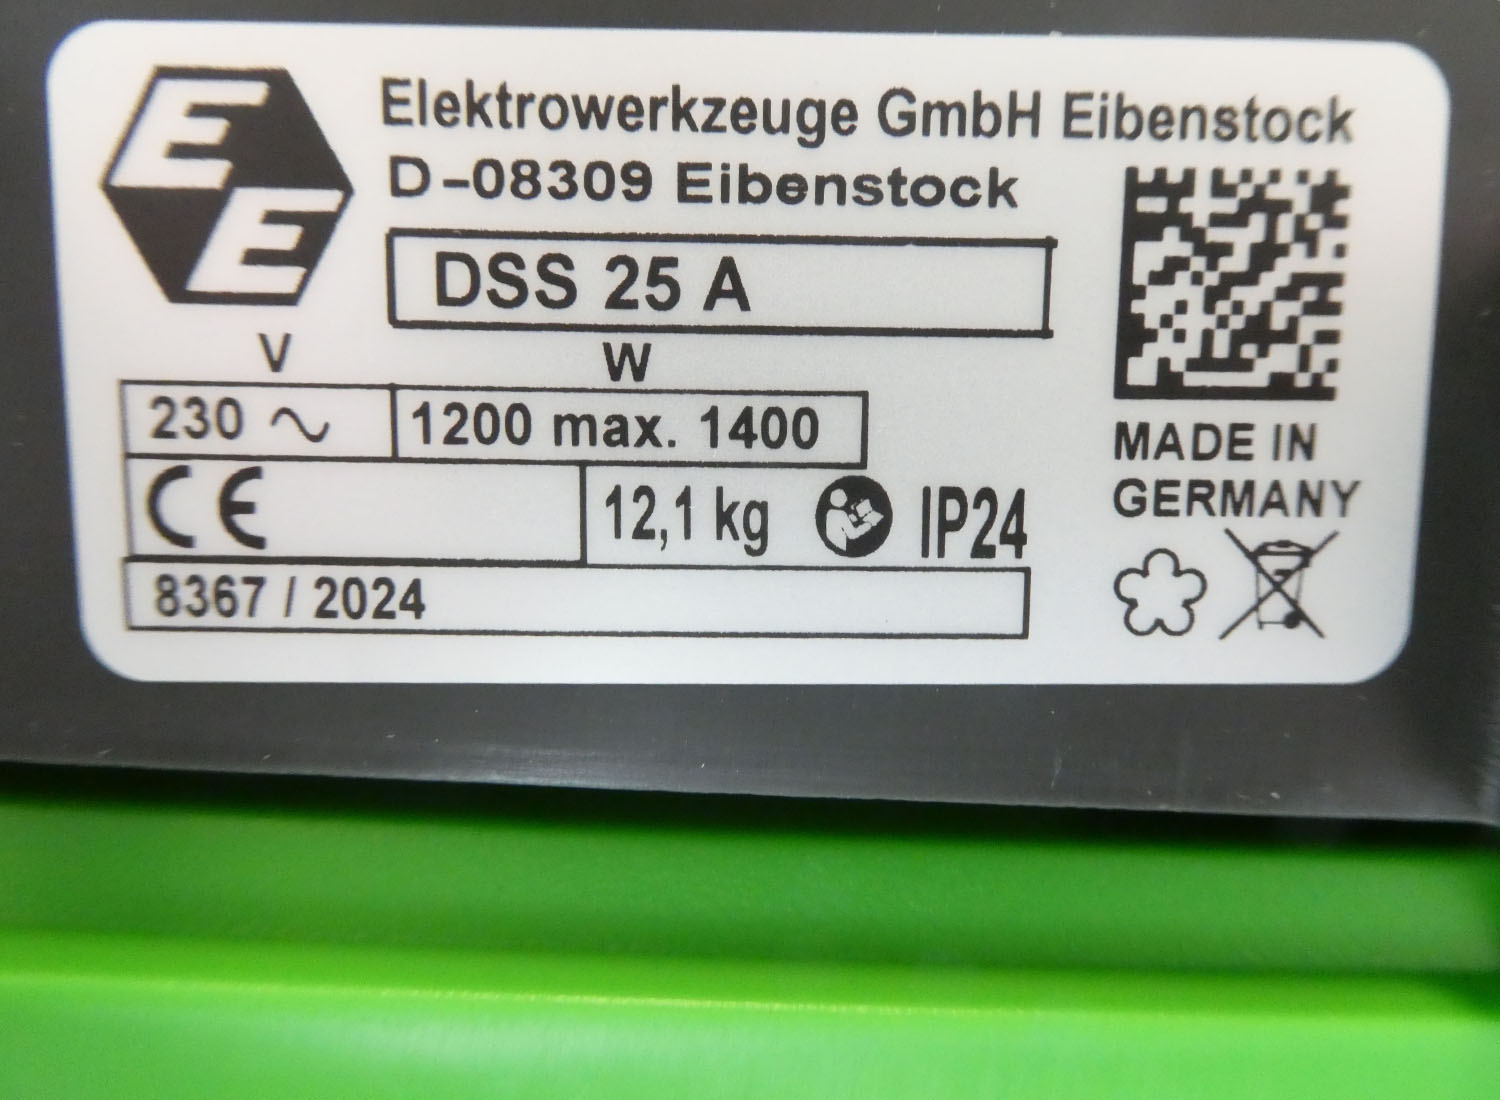 EE
Elektrowerkzeuge GmbH Eibenstock
D-08309 Eibenstock
DSS 25 A
V
W
230 ~
1200 max. 1400
CE
12,1 kg
IP24
8367 / 2024
MADE IN
GERMANY